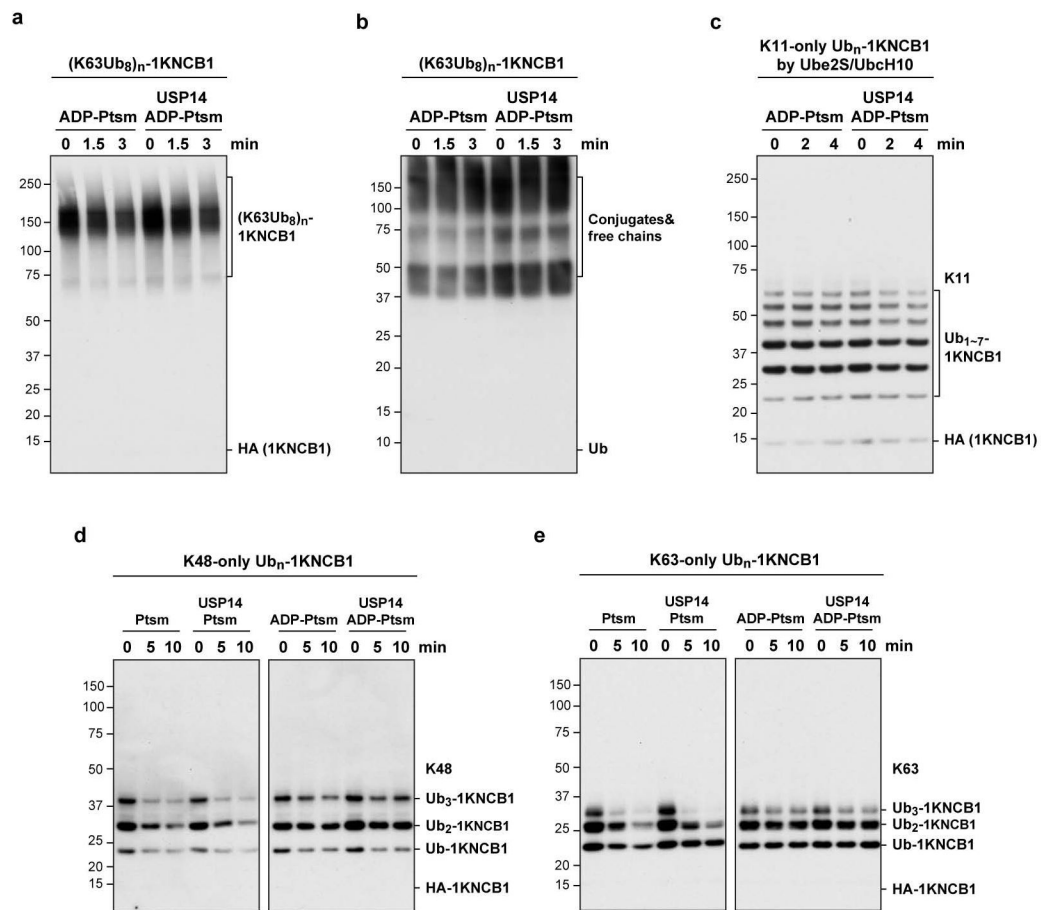 a
(K63Ub8)n-1KNCB1
USP14
ADP-Ptsm ADP-Ptsm
0 1.5 3 0 1.5 3 min
250
150
100
75
50
37
25
20
15
(K63Ub8)n-
1KNCB1
HA (1KNCB1)
b
(K63Ub8)n-1KNCB1
USP14
ADP-Ptsm ADP-Ptsm
0 1.5 3 0 1.5 3 min
150
100
75
50
37
25
20
15
10
Conjugates&
free chains
Ub
c
K11-only Ubn-1KNCB1
by Ube2S/UbcH10
USP14
ADP-Ptsm ADP-Ptsm
0 2 4 0 2 4 min
250
150
100
75
50
37
25
20
15
K11
Ub1~7-
1KNCB1
HA (1KNCB1)
d
K48-only Ubn-1KNCB1
USP14 USP14
Ptsm Ptsm ADP-Ptsm ADP-Ptsm
0 5 10 0 5 10 0 5 10 0 5 10 min
150
100
75
50
37
25
20
15
K48
Ub3-1KNCB1
Ub2-1KNCB1
Ub-1KNCB1
HA-1KNCB1
e
K63-only Ubn-1KNCB1
USP14 USP14
Ptsm Ptsm ADP-Ptsm ADP-Ptsm
0 5 10 0 5 10 0 5 10 0 5 10 min
150
100
75
50
37
25
20
15
K63
Ub3-1KNCB1
Ub2-1KNCB1
Ub-1KNCB1
HA-1KNCB1